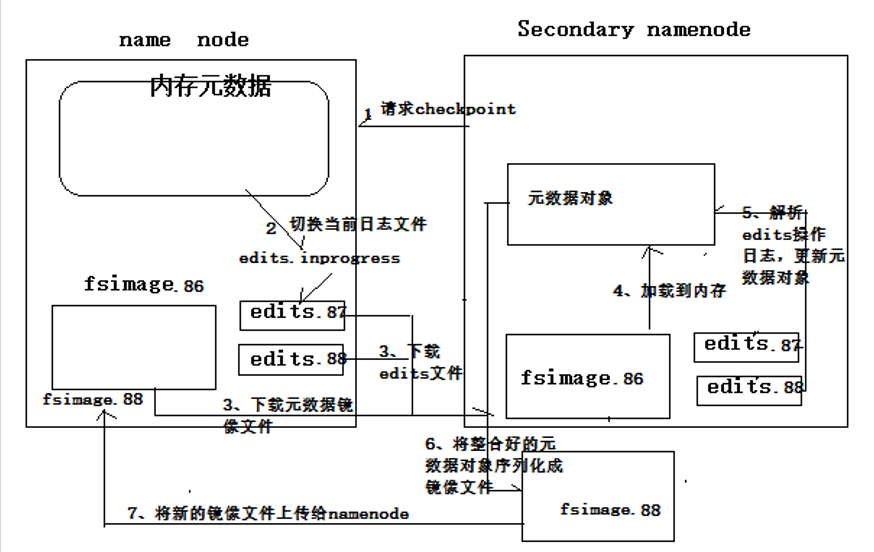 name node
Secondary namenode
内存元数据
1 请求checkpoint
元数据对象
2 切换当前日志文件
edits.inprogress
5、解析
edits操作
日志，更新元
数据对象
fsimage.86
4、加载到内存
edits.87
edits.88
3、下载
edits文件
fsimage.86
edits.87
edits.88
fsimage.88
3、下载元数据镜
像文件
6、将整合好的元
数据对象序列化成
镜像文件
fsimage.88
7、将新的镜像文件上传给namenode